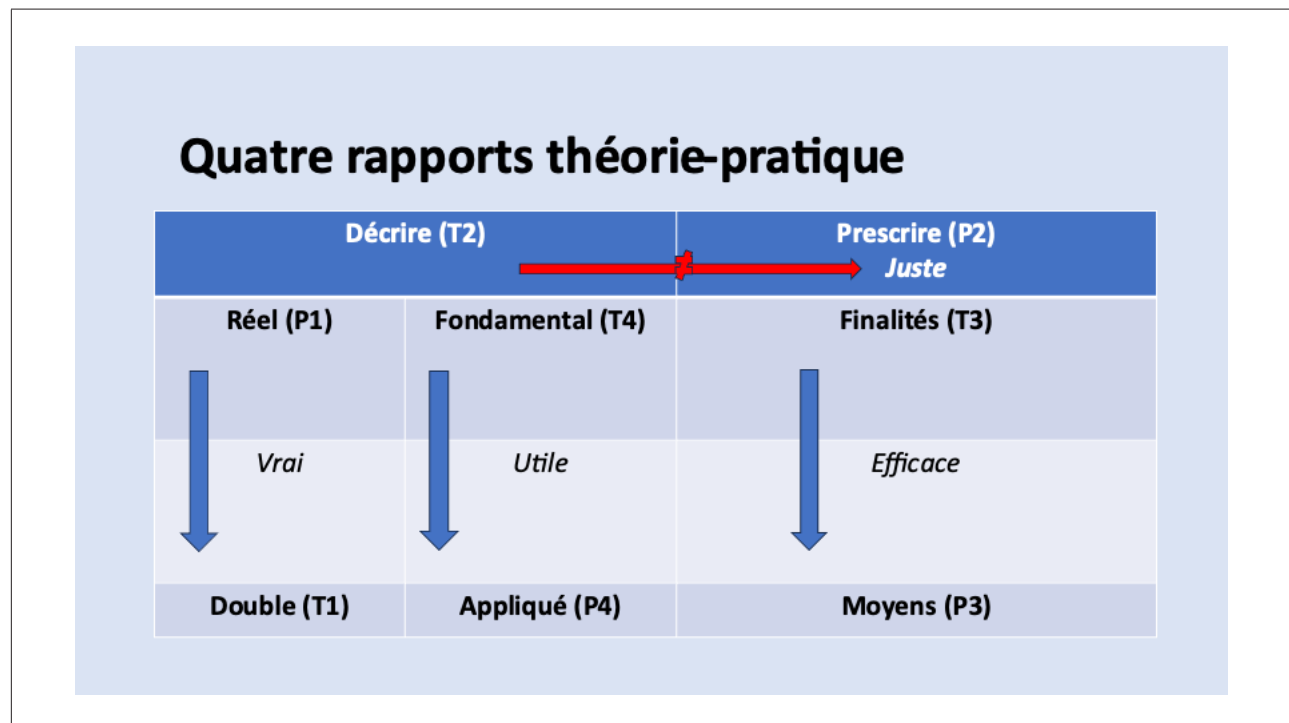 Quatre rapports théorie-pratique
Décrire (T2) Prescrire (P2)
≠ Juste
Réel (P1) Fondamental (T4) Finalités (T3)
Vrai Utile Efficace
Double (T1) Appliqué (P4) Moyens (P3)